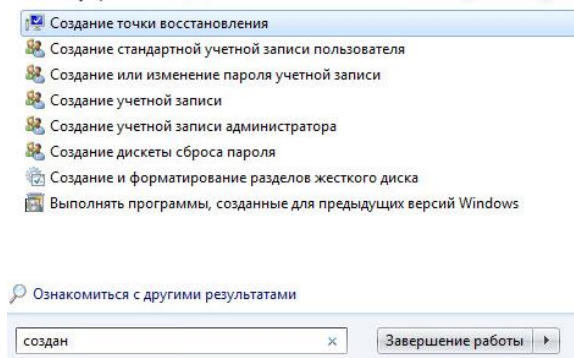 Создание точки восстановления
Создание стандартной учетной записи пользователя
Создание или изменение пароля учетной записи
Создание учетной записи
Создание учетной записи администратора
Создание дискеты сброса пароля
Создание и форматирование разделов жесткого диска
Выполнять программы, созданные для предыдущих версий Windows
Ознакомиться с другими результатами
создан
Завершение работы